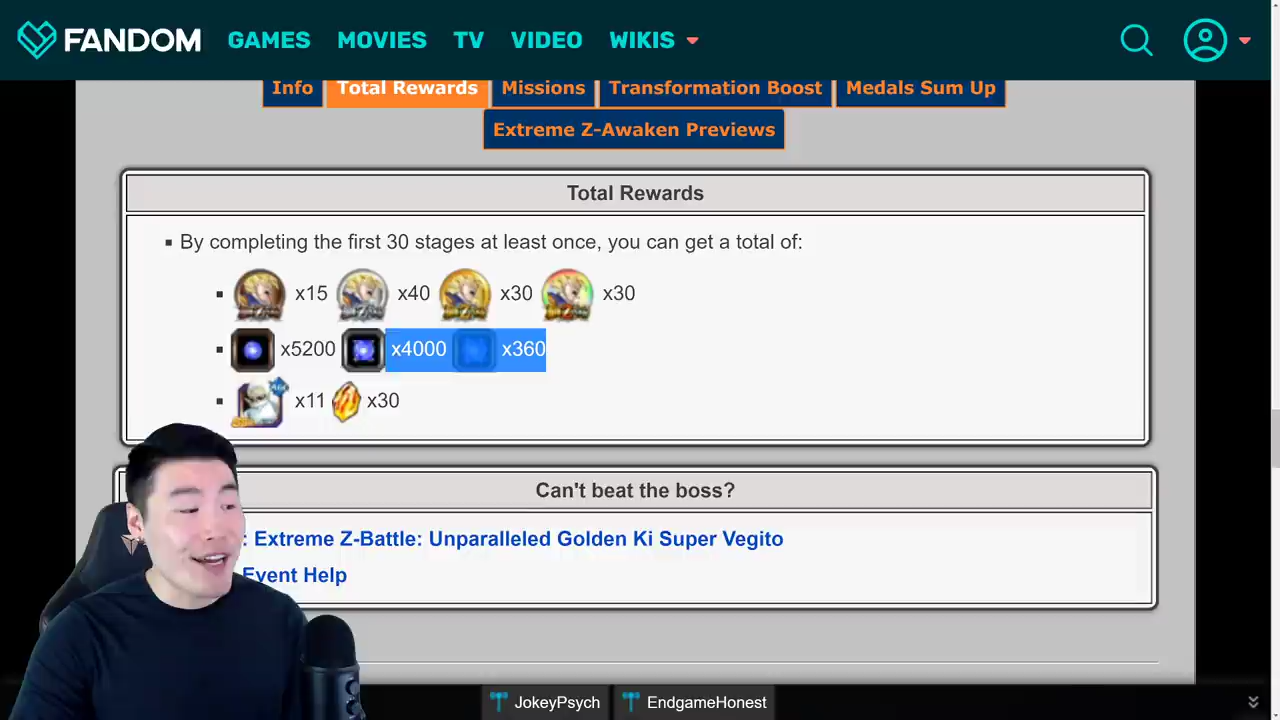 FANDOM GAMES MOVIES TV VIDEO WIKIS
Info Total Rewards Missions Transformation Boost Medals Sum Up
Extreme Z-Awaken Previews
Total Rewards
By completing the first 30 stages at least once, you can get a total of:
x15 x40 x30 x30
x5200 x4000 x360
x11 x30
Can't beat the boss?
: Extreme Z-Battle: Unparalleled Golden Ki Super Vegito
Event Help
JokeyPsych EndgameHonest